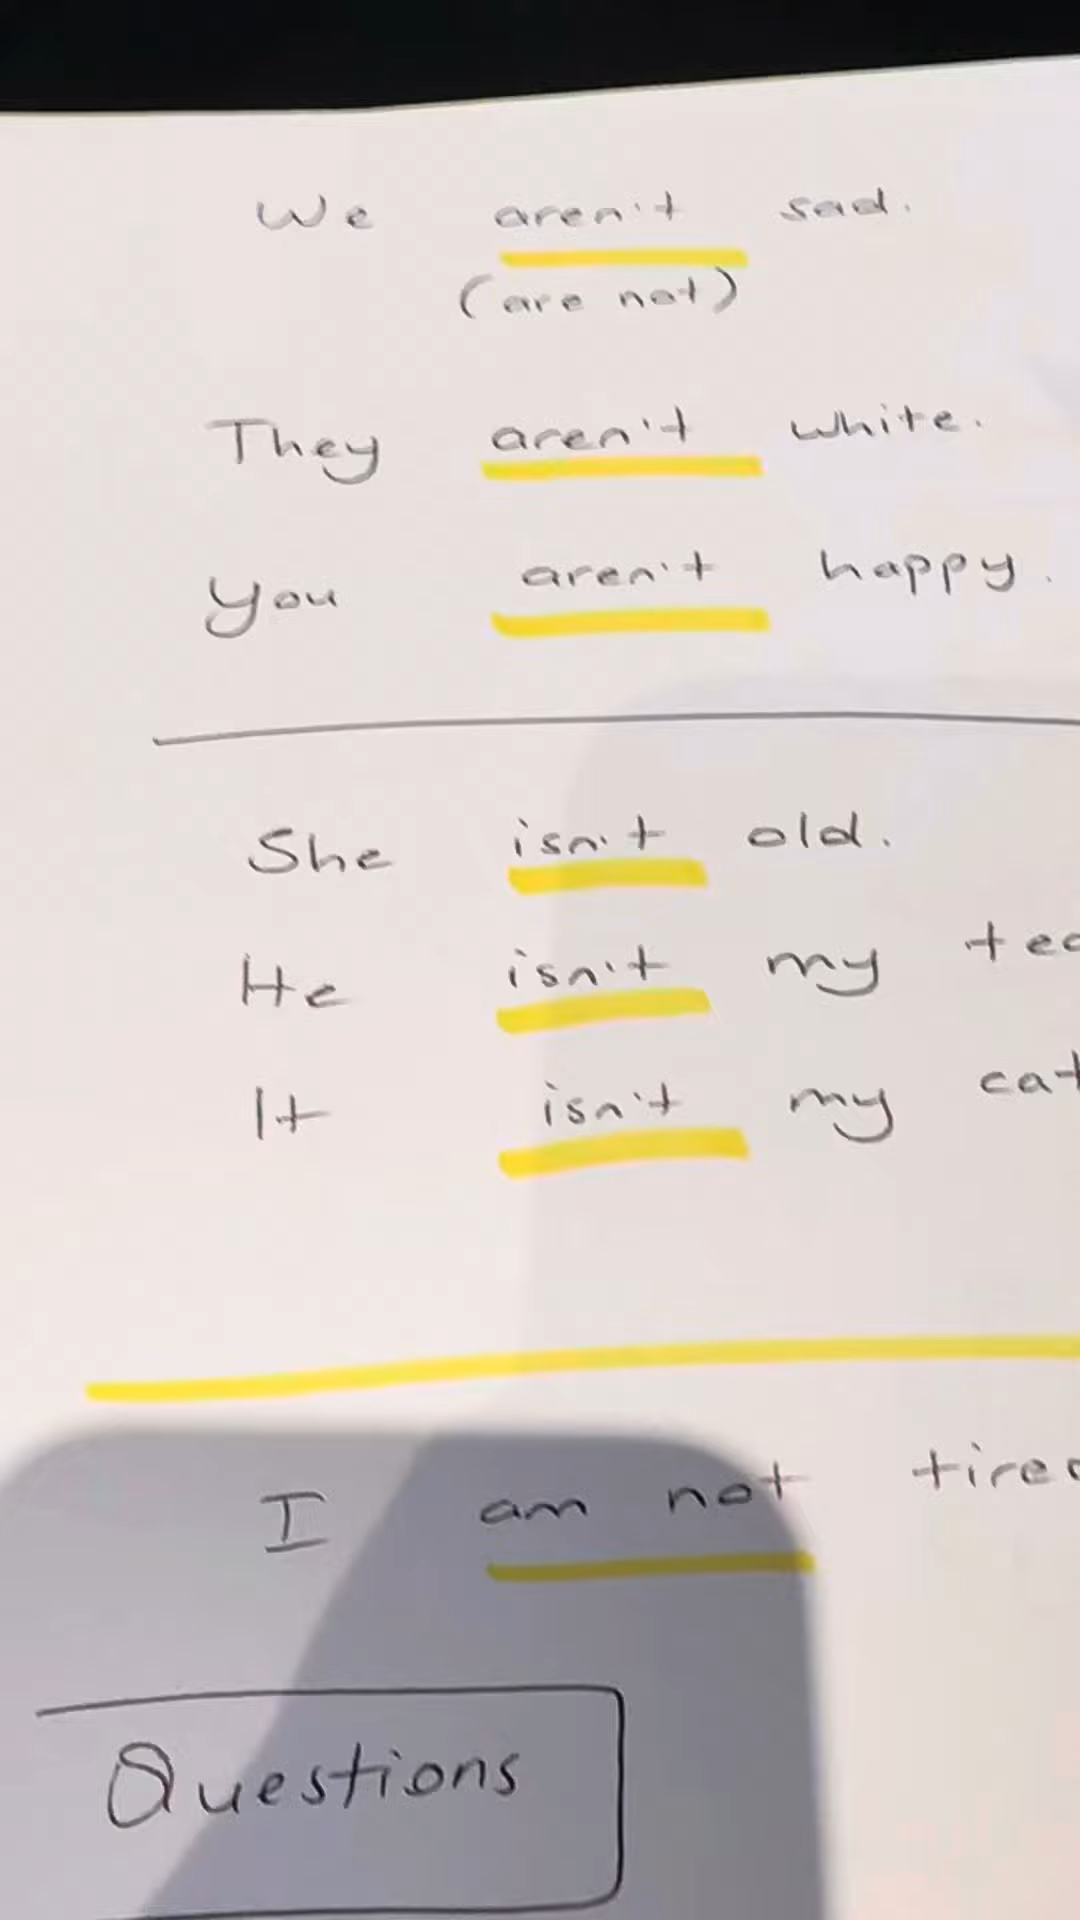 We aren't sad.
(are not)
They aren't white.
You aren't happy.
She isn't old.
He isn't my
It isn't my cat
I am not
Questions